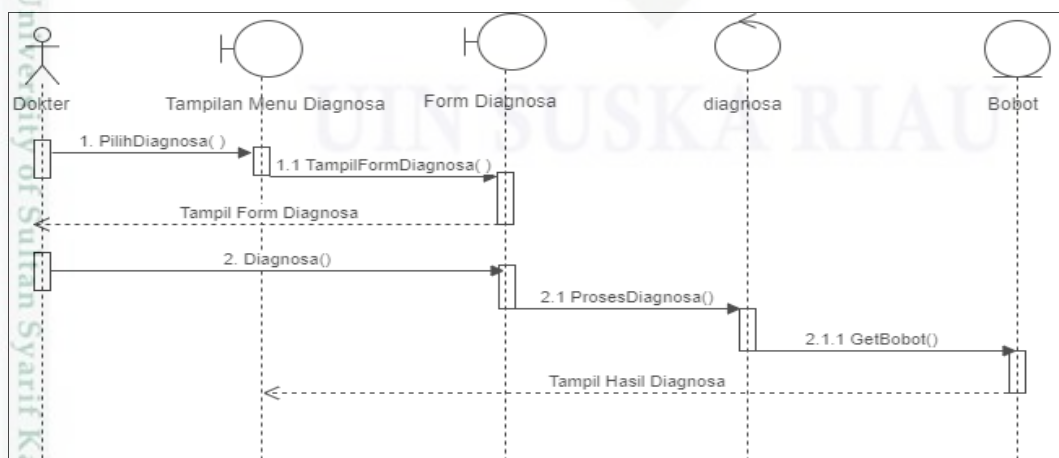 Dokter
Tampilan Menu Diagnosa
Form Diagnosa
diagnosa
Bobot
UIN SUSKA RIAU
1. PilihDiagnosa( )
1.1 TampilFormDiagnosa( )
Tampil Form Diagnosa
2. Diagnosa()
2.1 ProsesDiagnosa()
2.1.1 GetBobot()
Tampil Hasil Diagnosa
University of Sultan Syarif